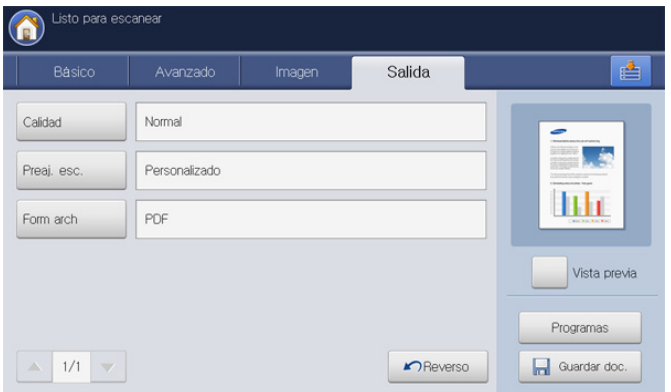 Listo para escanear
Básico
Avanzado
Imagen
Salida
Calidad
Normal
Preaj. esc.
Personalizado
Form arch
PDF
Vista previa
Programas
1/1
Reverso
Guardar doc.